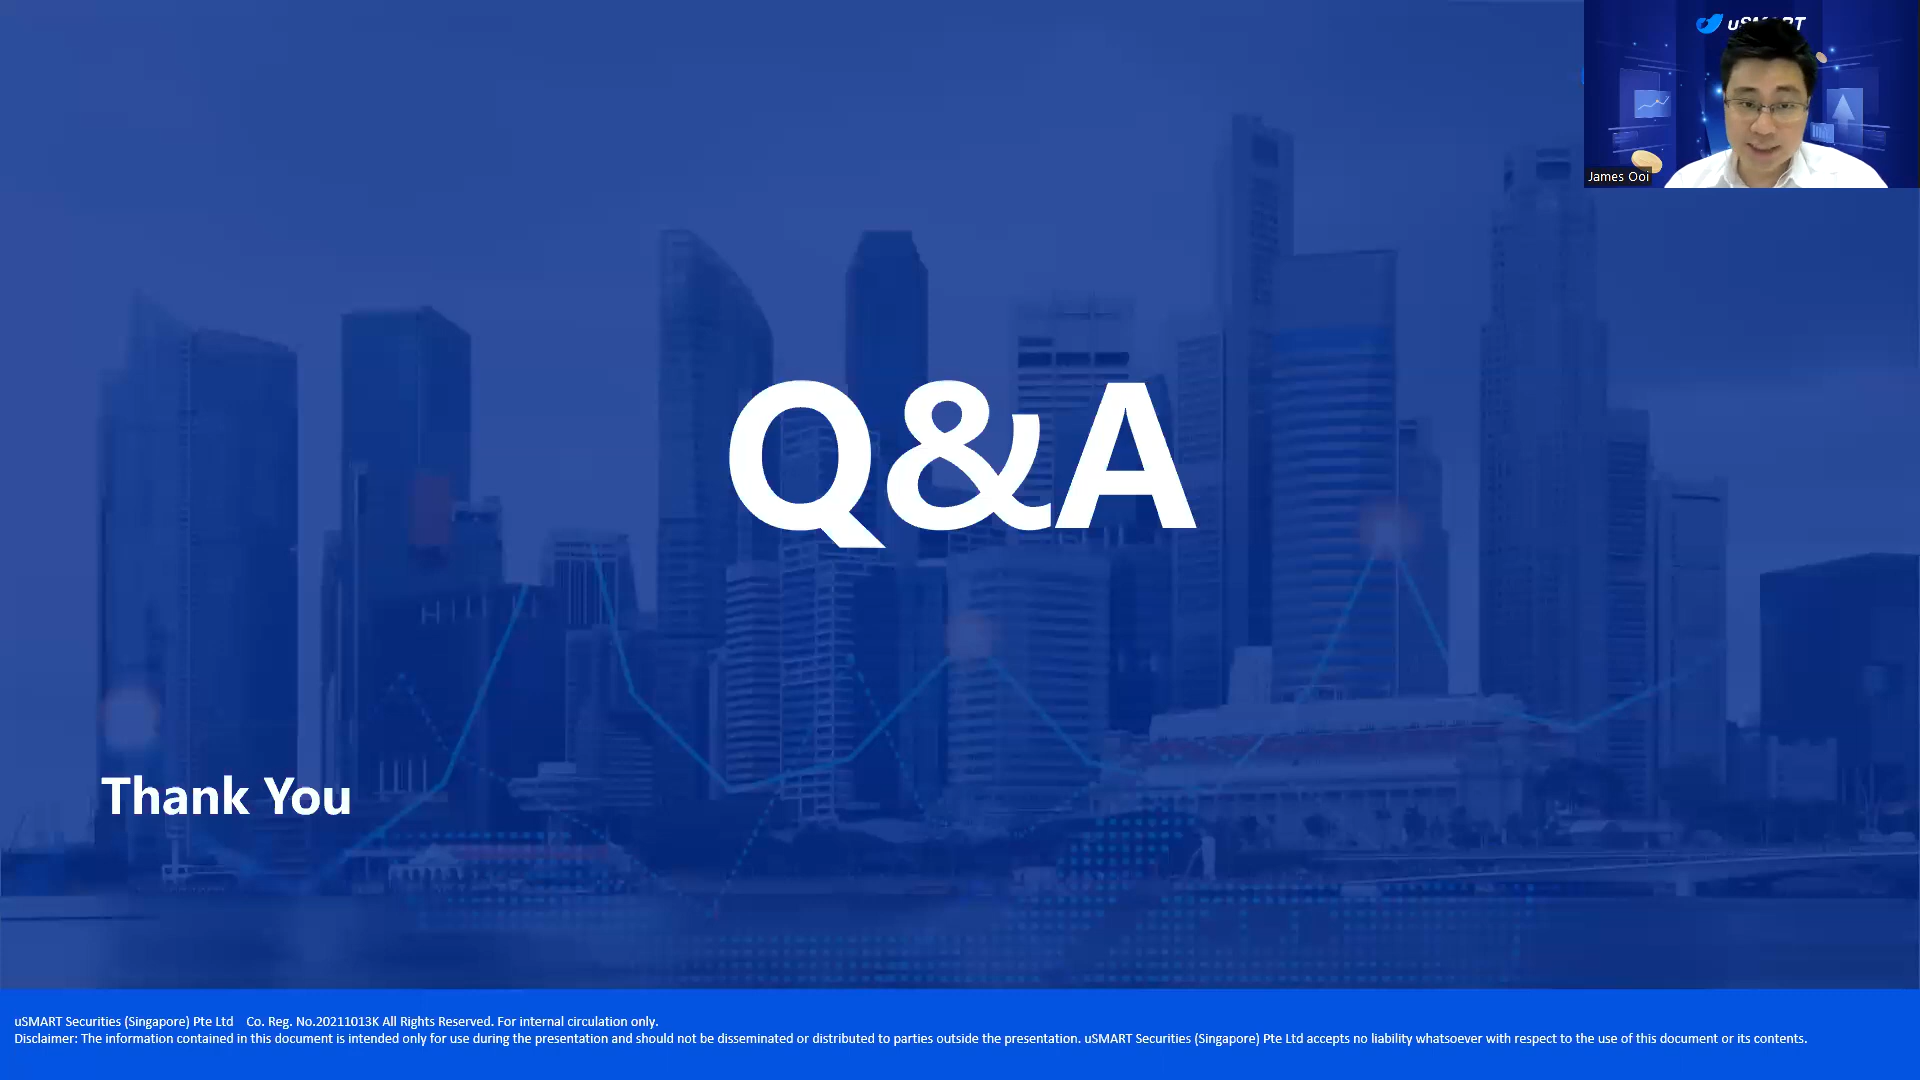 uSMART
James Ooi
Q&A
Thank You
uSMART Securities (Singapore) Pte Ltd Co. Reg. No.20211013K All Rights Reserved. For internal circulation only.
Disclaimer: The information contained in this document is intended only for use during the presentation and should not be disseminated or distributed to parties outside the presentation. uSMART Securities (Singapore) Pte Ltd accepts no liability whatsoever with respect to the use of this document or its contents.